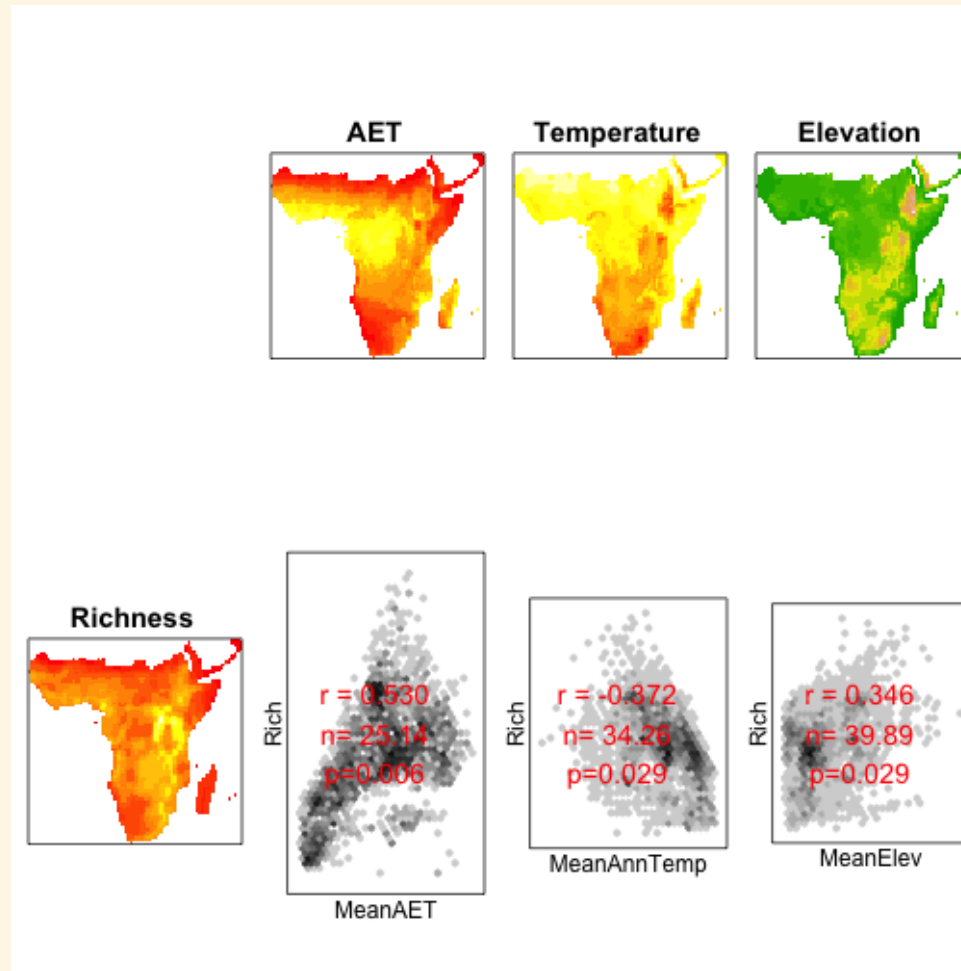 AET
Temperature
Elevation
Richness
Rich
r = 0.530
n= 25.14
p=0.006
MeanAET
Rich
r = -0.372
n= 34.26
p=0.029
MeanAnnTemp
Rich
r = 0.346
n= 39.89
p=0.029
MeanElev